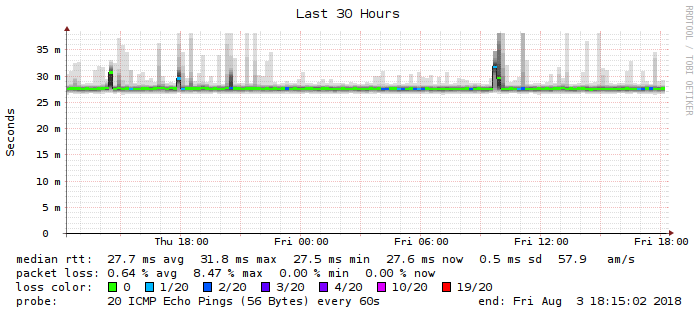 Last 30 Hours
RRDTOOL / TOBI OETIKER
Seconds
35 m
30 m
25 m
20 m
15 m
10 m
5 m
0
Thu 18:00 Fri 00:00 Fri 06:00 Fri 12:00 Fri 18:00
median rtt: 27.7 ms avg 31.8 ms max 27.5 ms min 27.6 ms now 0.5 ms sd 57.9 am/s
packet loss: 0.64 % avg 8.47 % max 0.00 % min 0.00 % now
loss color: 0 1/20 2/20 3/20 4/20 10/20 19/20
probe: 20 ICMP Echo Pings (56 Bytes) every 60s end: Fri Aug 3 18:15:02 2018